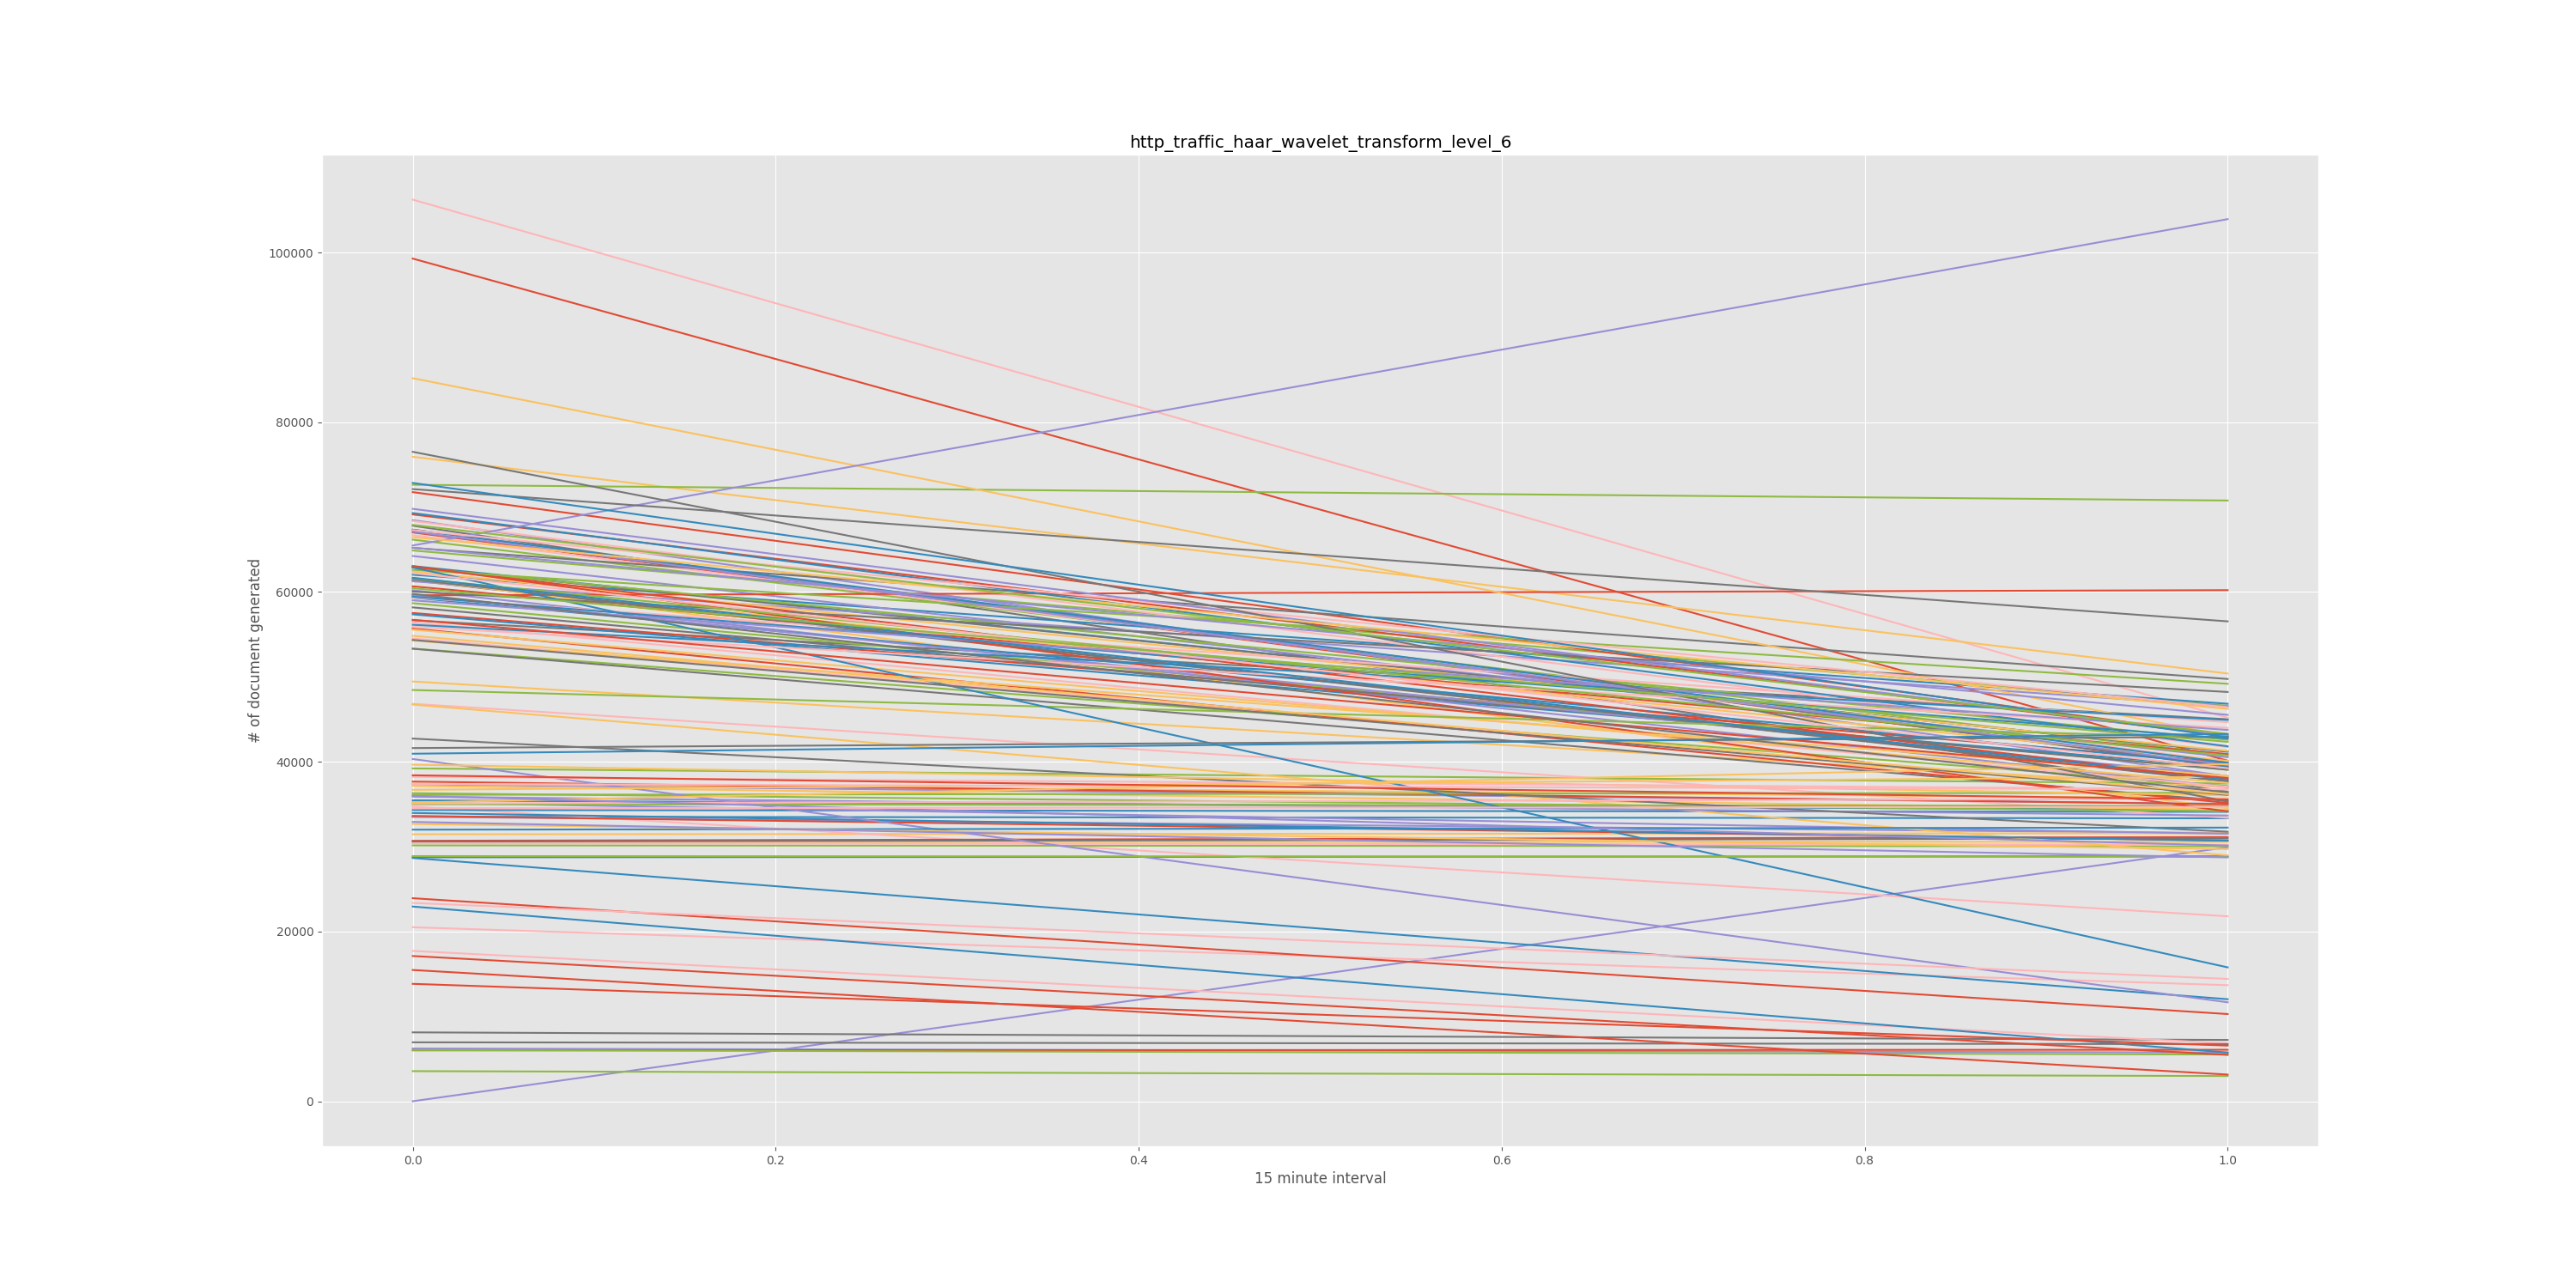 http_traffic_haar_wavelet_transform_level_6
# of document generated
100000
80000
60000
40000
20000
0
0.0 0.2 0.4 0.6 0.8 1.0
15 minute interval